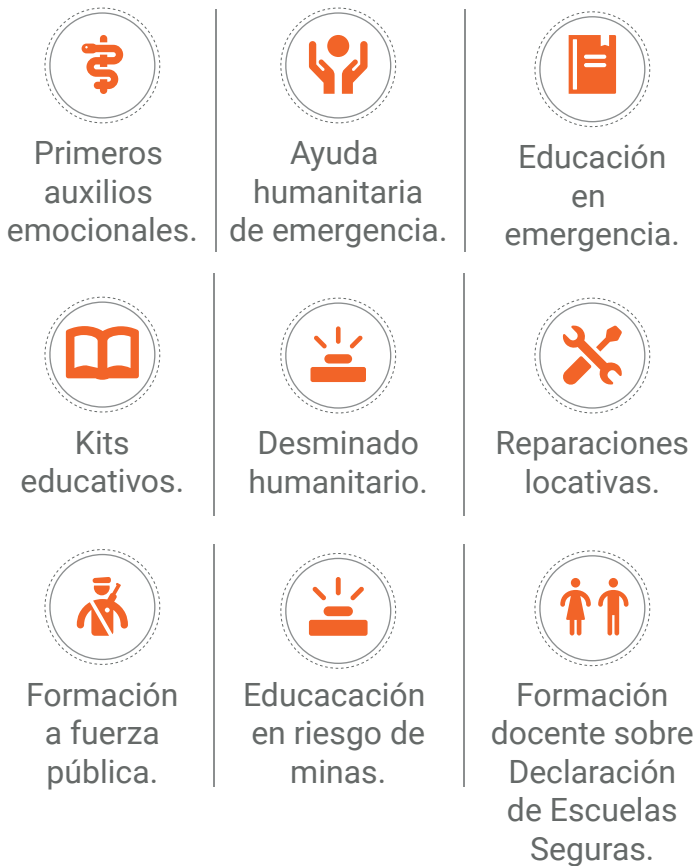 Primeros
auxilios
emocionales.
Ayuda
humanitaria
de emergencia.
Educación
en
emergencia.
Kits
educativos.
Desminado
humanitario.
Reparaciones
locativas.
Formación
a fuerza
pública.
Educacación
en riesgo de
minas.
Formación
docente sobre
Declaración
de Escuelas
Seguras.